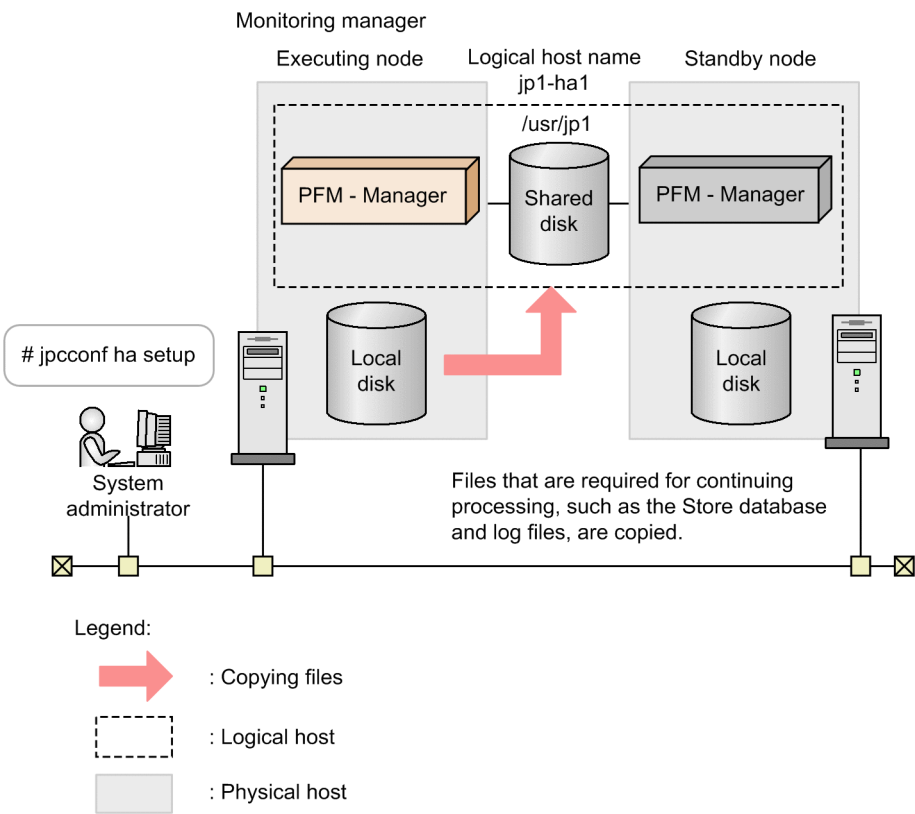 Monitoring manager
Executing node
Logical host name
jp1-ha1
Standby node
/usr/jp1
PFM - Manager
Shared
disk
PFM - Manager
# jpcconf ha setup
Local
disk
Local
disk
System
administrator
Files that are required for continuing
processing, such as the Store database
and log files, are copied.
Legend:
: Copying files
: Logical host
: Physical host